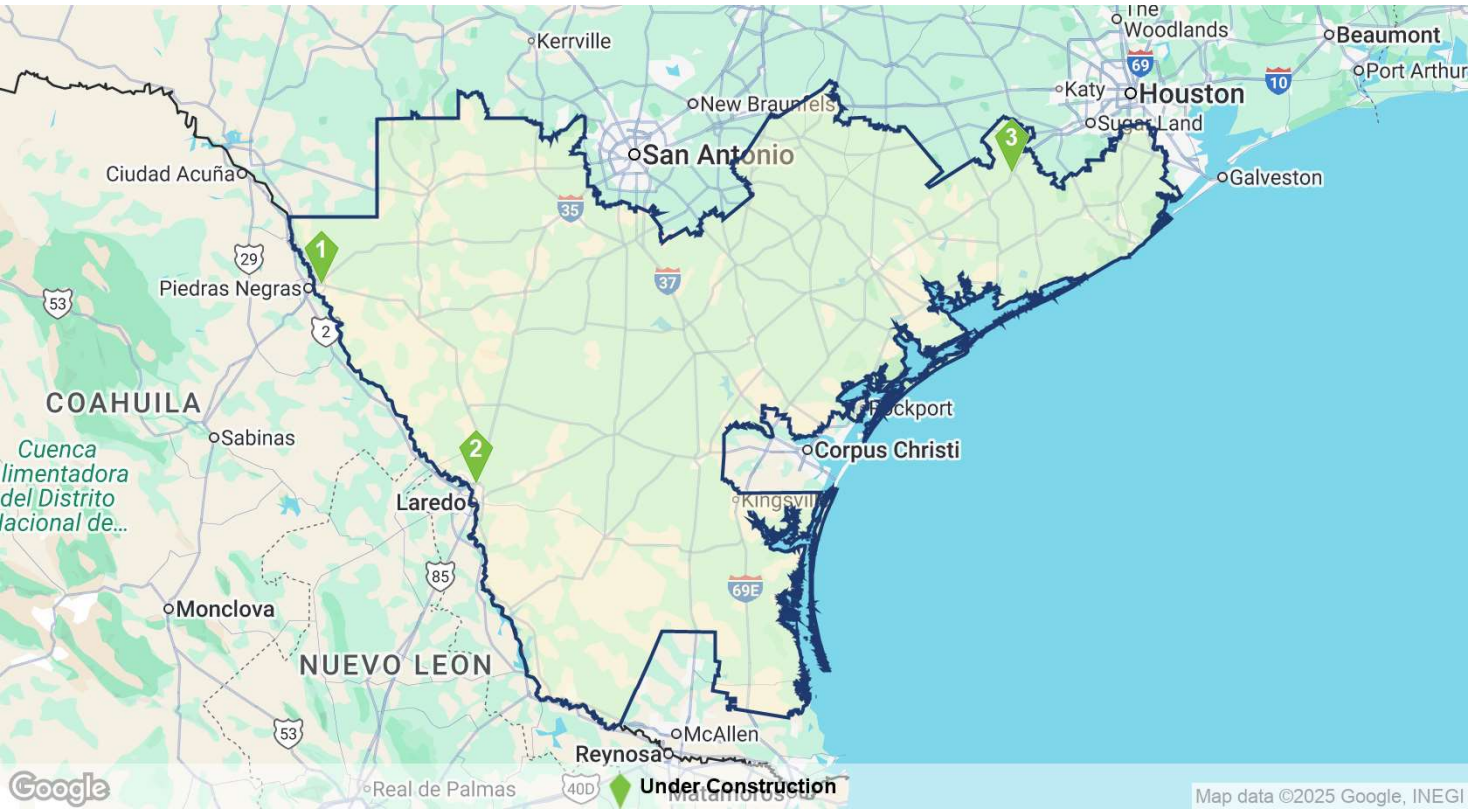 The
Woodlands
Kerrville
Beaumont
69
Port Arthur
10
Katy
Houston
New Braunfels
Sugar Land
3
San Antonio
Ciudad Acuña
Galveston
35
1
29
37
Piedras Negras
53
2
COAHUILA
Rockport
Sabinas
2
Corpus Christi
Cuenca
limentadora
del Distrito
Nacional de...
Laredo
Kingsville
85
69E
Monclova
NUEVO LEON
53
McAllen
Reynosa
Google
Real de Palmas
40D
Under Construction
Matamoros
Map data ©2025 Google, INEGI